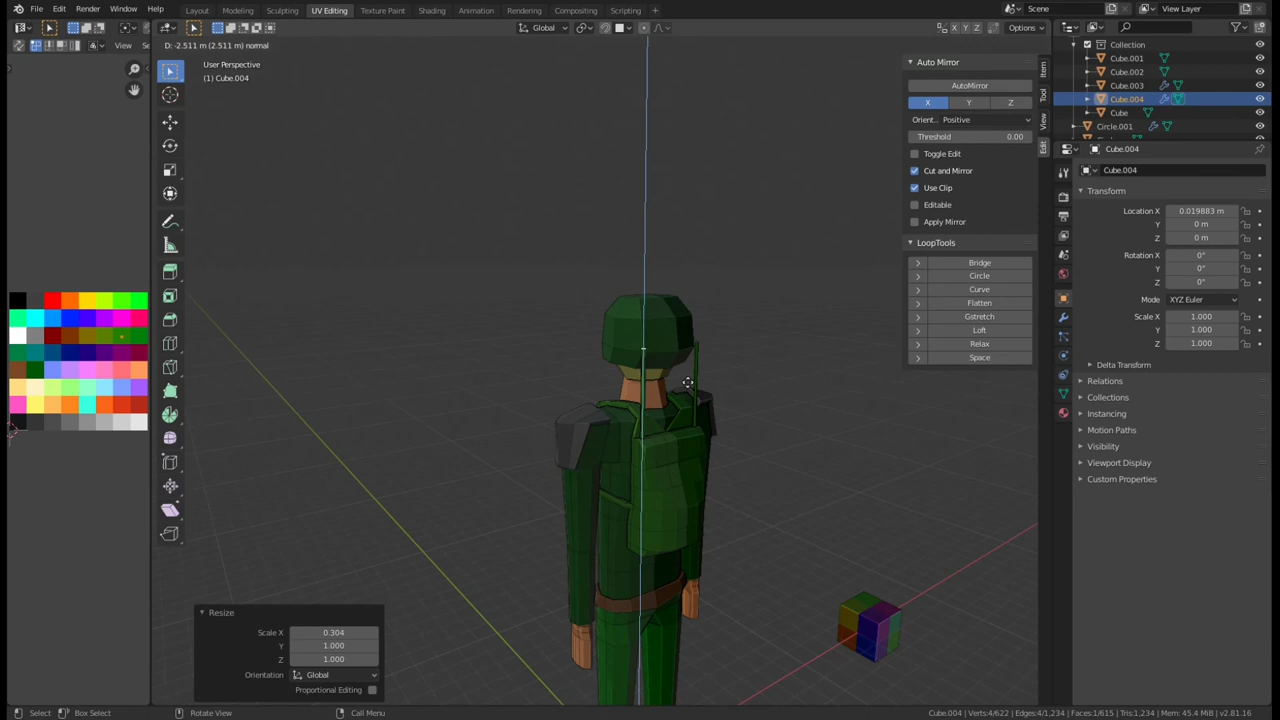 File Edit Render Window Help
Layout Modeling Sculpting UV Editing Texture Paint Shading Animation Rendering Compositing Scripting +
Scene View Layer
Global X Y Z Options
View
D: -2.511 m (2.511 m) normal
User Perspective
(1) Cube.004
Auto Mirror
AutoMirror
X Y Z
Orient.. Positive
Threshold 0.00
Toggle Edit
Cut and Mirror
Use Clip
Editable
Apply Mirror
LoopTools
Bridge
Circle
Curve
Flatten
Gstretch
Loft
Relax
Space
Item
Tool
View
Edit
Collection
Cube.001
Cube.002
Cube.003
Cube.004
Cube
Circle.001
Cube.004
Cube.004
Transform
Location X 0.019883 m
Y 0 m
Z 0 m
Rotation X 0°
Y 0°
Z 0°
Mode XYZ Euler
Scale X 1.000
Y 1.000
Z 1.000
Delta Transform
Relations
Collections
Instancing
Motion Paths
Visibility
Viewport Display
Custom Properties
Resize
Scale X 0.304
Y 1.000
Z 1.000
Orientation Global
Proportional Editing
Select Box Select Rotate View Call Menu
Cube.004 | Verts:4/622 | Edges:4/1,234 | Faces:1/615 | Tris:1,234 | Mem: 45.4 MiB | v2.81.16